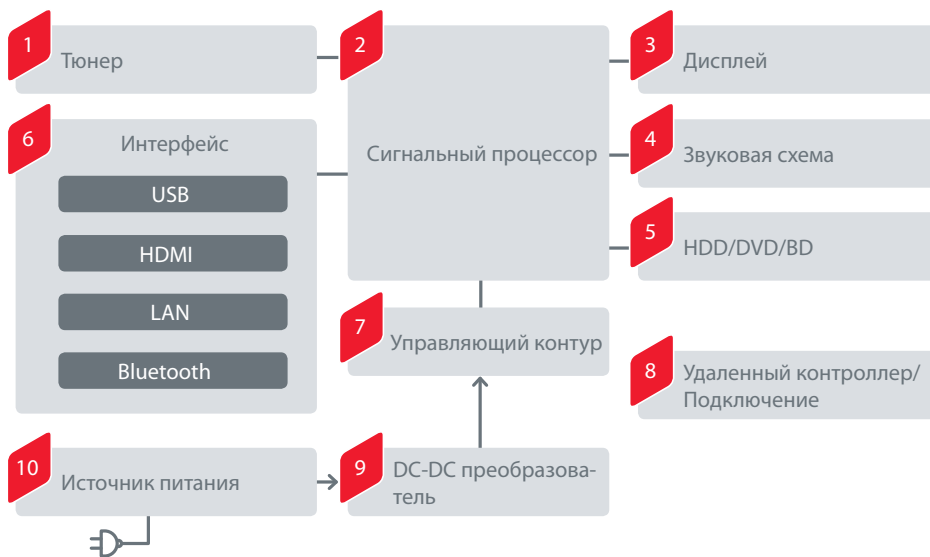 1
Тюнер
2
Сигнальный процессор
3
Дисплей
4
Звуковая схема
5
HDD/DVD/BD
6
Интерфейс
USB
HDMI
LAN
Bluetooth
7
Управляющий контур
8
Удаленный контроллер/
Подключение
10
Источник питания
9
DC-DC преобразова-
тель